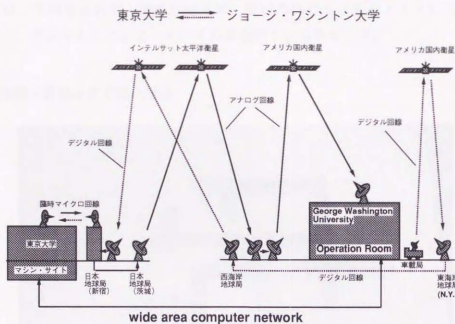 東京大学 ジョージ・ワシントン大学
インテルサット太平洋衛星
アメリカ国内衛星
アメリカ国内衛星
アナログ回線
デジタル回線
デジタル回線
臨時マイクロ回線
George Washington
University
東京大学
Operation Room
マシン・サイト
車載局
日本
地球局
(新宿)
日本
地球局
(茨城)
西海岸
地球局
デジタル回線
東海岸
地球局
(N.Y.
wide area computer network